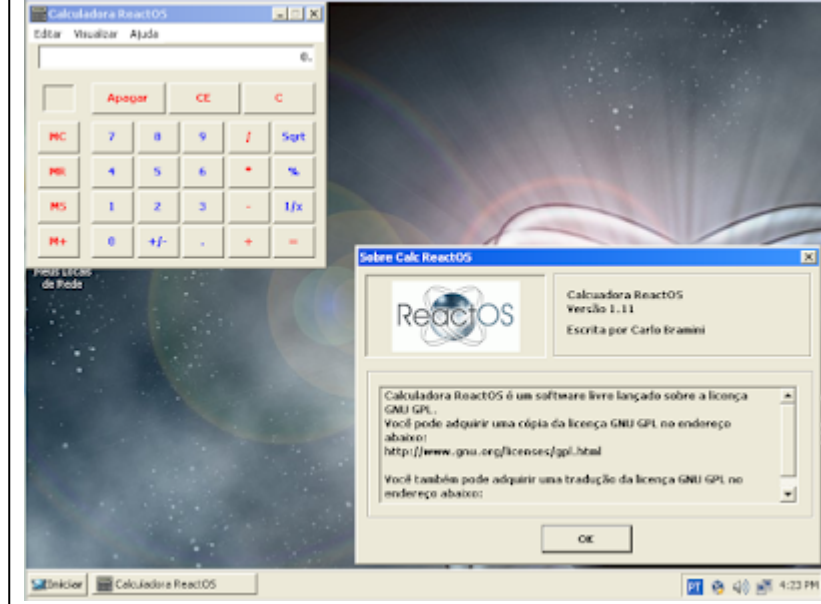 Calculadora ReactOS
Editar Visualizar Ajuda
0.
Apagar CE C
MC 7 8 9 / Sqrt
MR 4 5 6 * %
MS 1 2 3 - 1/x
M+ 0 +/- . + =
Meus Locais
de Rede
Sobre Calc ReactOS
ReactOS
Calcuadora ReactOS
Versão 1.11
Escrita por Carlo Bramini
Calculadora ReactOS é um software livre lançado sobre a licença
GNU GPL.
Você pode adquirir uma cópia da licença GNU GPL no endereço
abaixo:
http://www.gnu.org/licenses/gpl.html
Você também pode adquirir uma tradução da licença GNU GPL no
endereço abaixo:
OK
Iniciar Calculadora ReactOS PT 4:23 PM